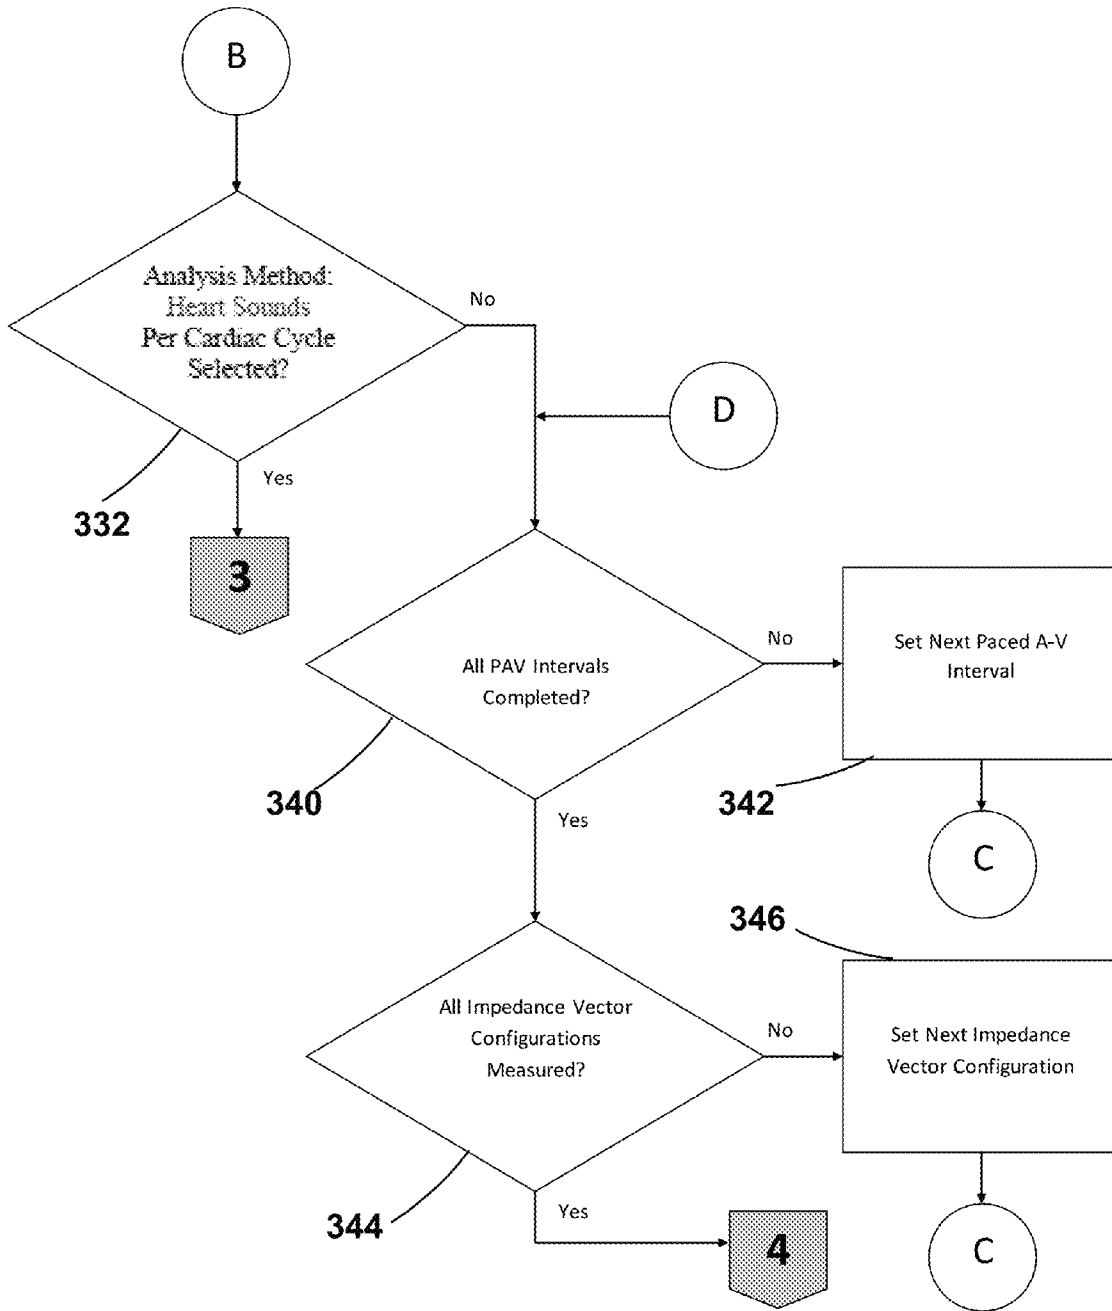 B
Analysis Method:
Heart Sounds
Per Cardiac Cycle
Selected?
No
D
Yes
332
3
All PAV Intervals
Completed?
No
Set Next Paced A-V
Interval
340
342
Yes
C
346
All Impedance Vector
Configurations
Measured?
No
Set Next Impedance
Vector Configuration
344
Yes
4
C